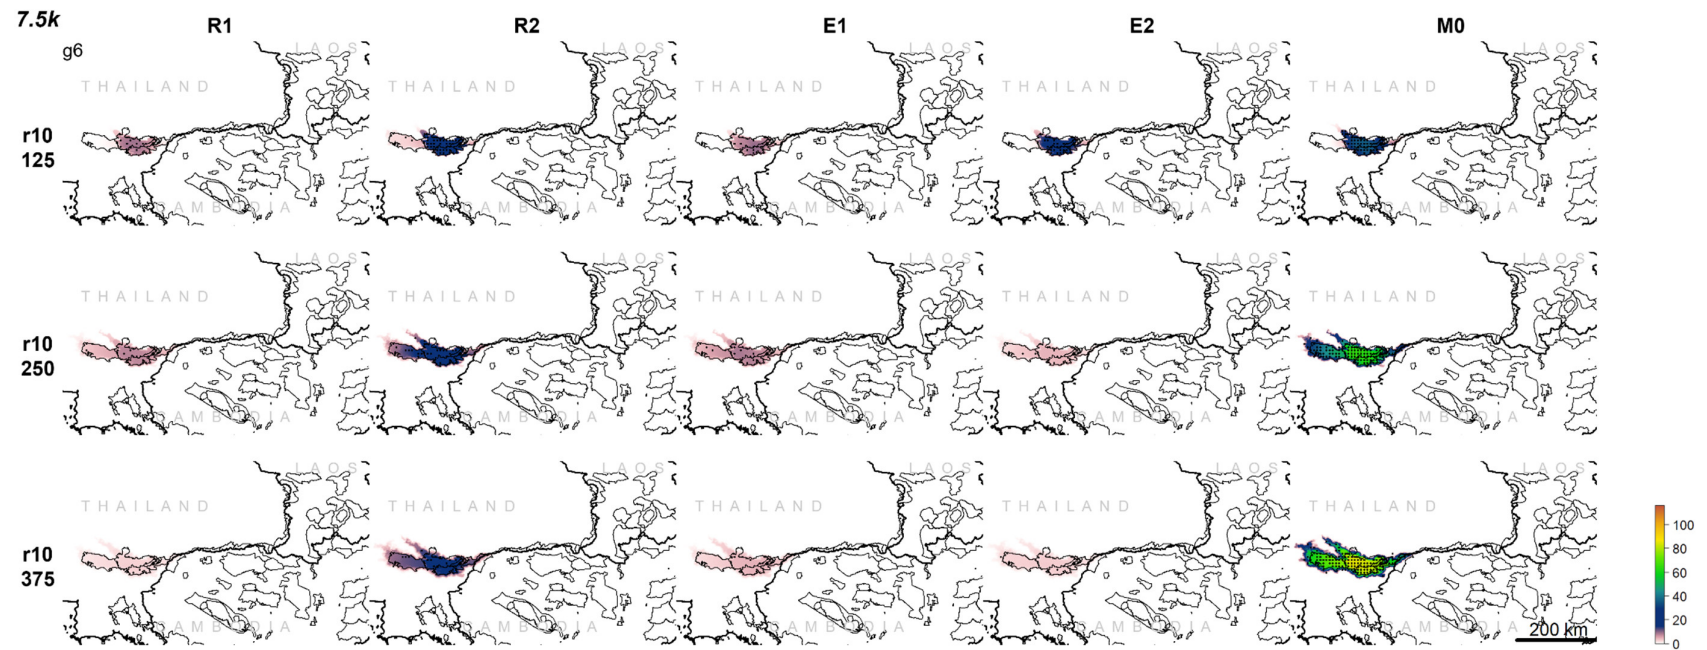 7.5k
R1 R2 E1 E2 M0
g6
LAOS LAOS LAOS LAOS LAOS
THAILAND THAILAND THAILAND THAILAND THAILAND
r10
125
CAMBODIA CAMBODIA CAMBODIA CAMBODIA CAMBODIA
LAOS LAOS LAOS LAOS LAOS
THAILAND THAILAND THAILAND THAILAND THAILAND
r10
250
CAMBODIA CAMBODIA CAMBODIA CAMBODIA CAMBODIA
LAOS LAOS LAOS LAOS LAOS
THAILAND THAILAND THAILAND THAILAND THAILAND
r10
375
CAMBODIA CAMBODIA CAMBODIA CAMBODIA CAMBODIA
200 km
100
80
60
40
20
0